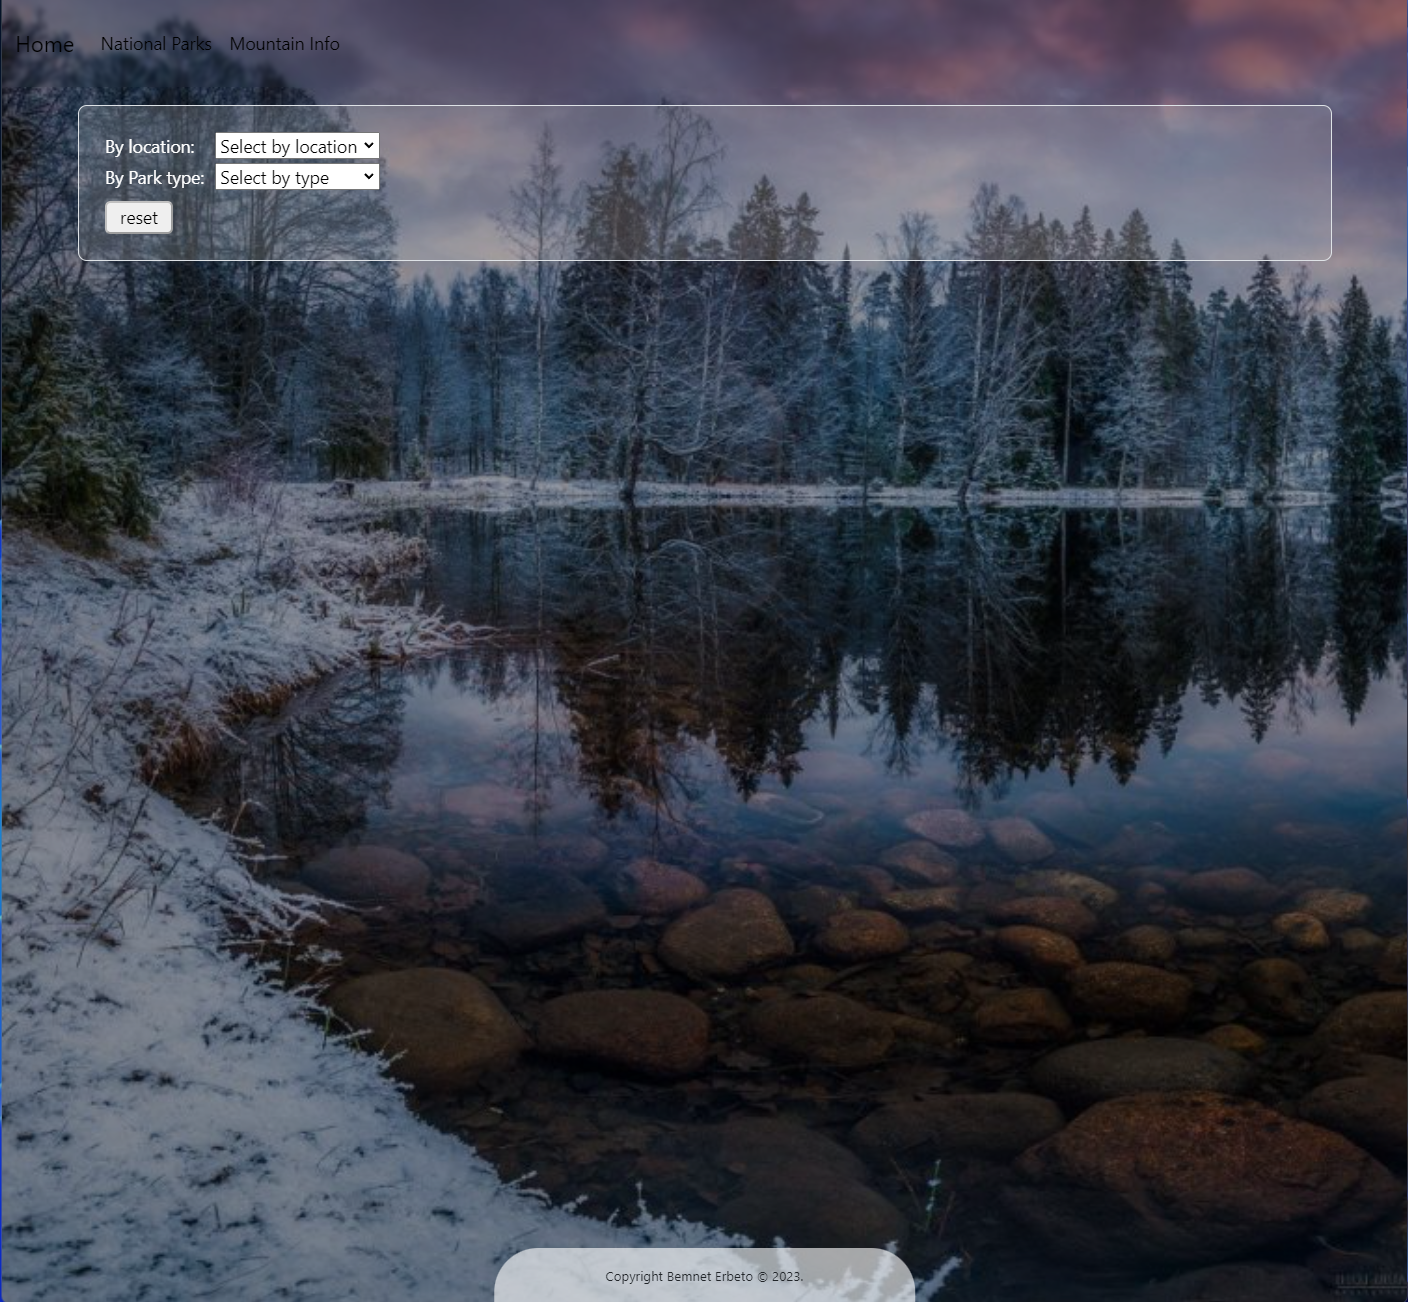 Home National Parks Mountain Info
By location: Select by location
By Park type: Select by type
reset
Copyright Bemnet Erbeto © 2023.